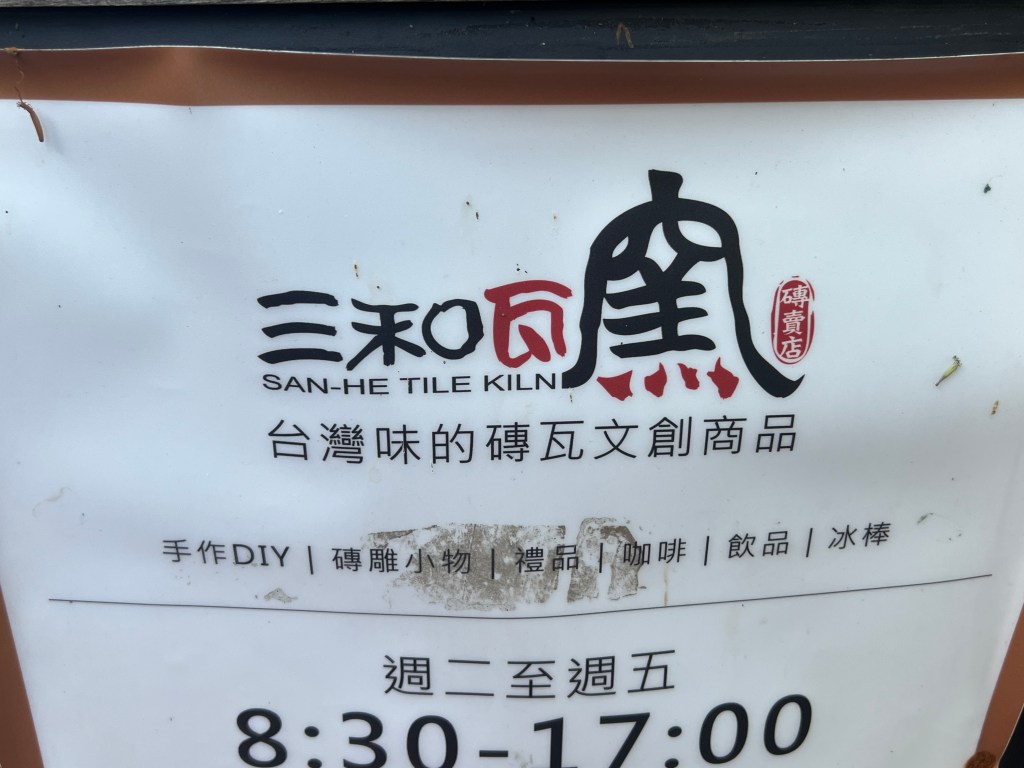 三和瓦窯
磚賣店
SAN-HE TILE KILN
台灣味的磚瓦文創商品
手作DIY | 磚雕小物 | 禮品 | 咖啡 | 飲品 | 冰棒
週二至週五
8:30-17:00